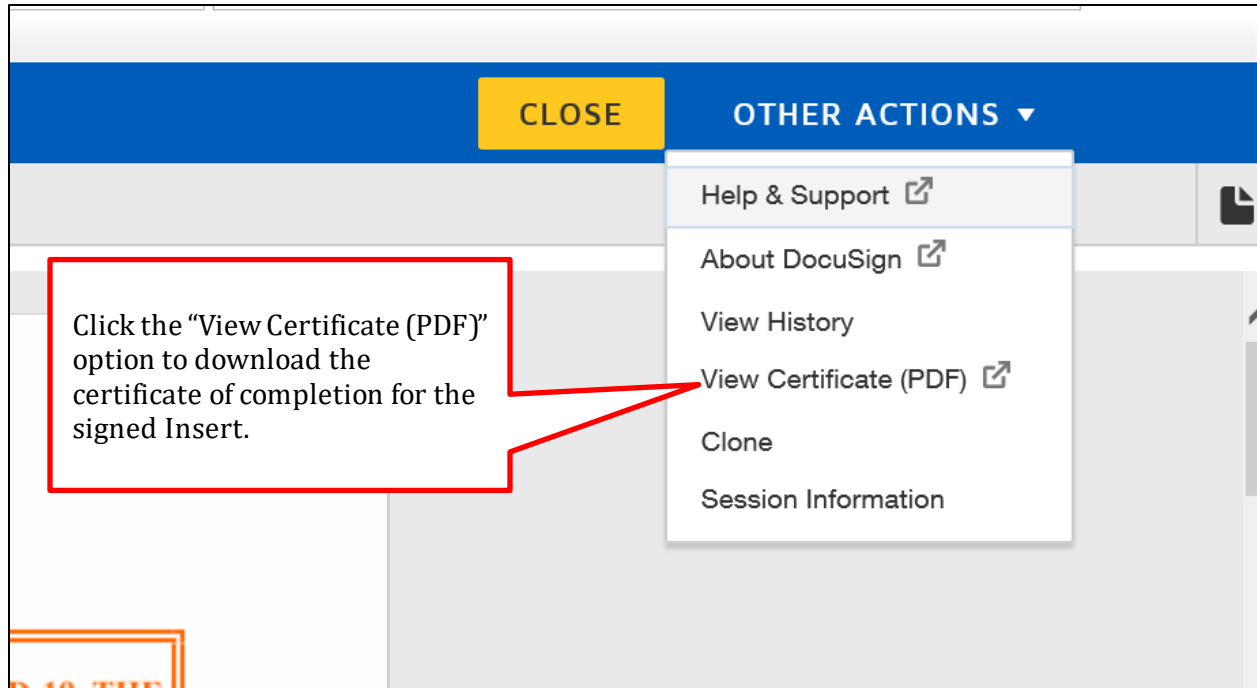 CLOSE
OTHER ACTIONS
Help & Support
About DocuSign
View History
View Certificate (PDF)
Clone
Session Information
Click the “View Certificate (PDF)”
option to download the
certificate of completion for the
signed Insert.